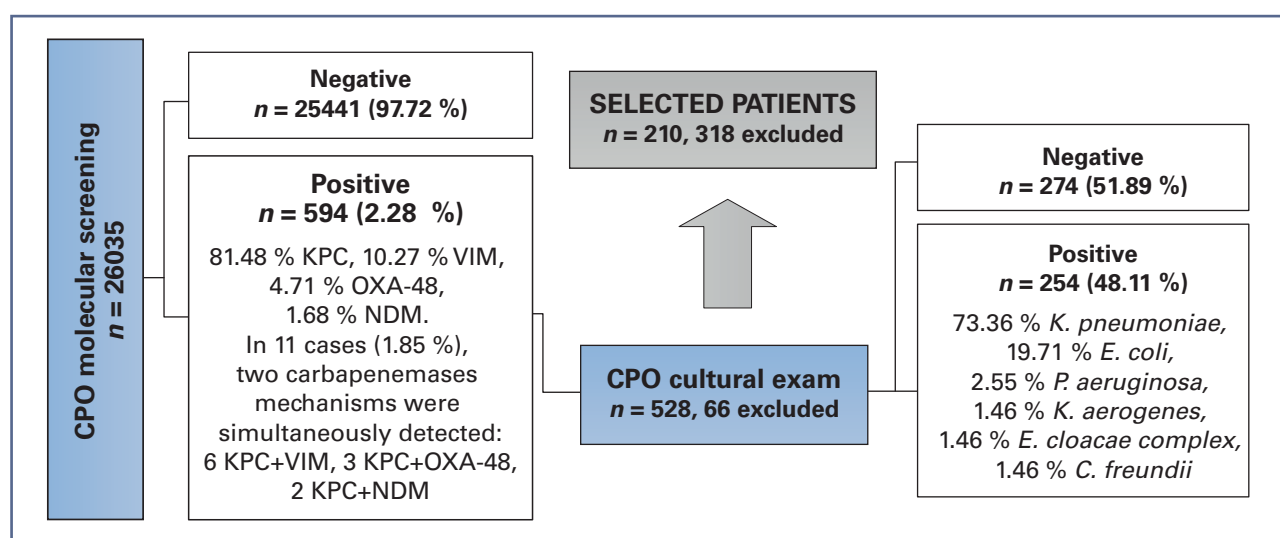 CPO molecular screening
n = 26035
Negative
n = 25441 (97.72 %)
Positive
n = 594 (2.28 %)
81.48 % KPC, 10.27 % VIM,
4.71 % OXA-48,
1.68 % NDM.
In 11 cases (1.85 %),
two carbapenemases
mechanisms were
simultaneously detected:
6 KPC+VIM, 3 KPC+OXA-48,
2 KPC+NDM
SELECTED PATIENTS
n = 210, 318 excluded
CPO cultural exam
n = 528, 66 excluded
Negative
n = 274 (51.89 %)
Positive
n = 254 (48.11 %)
73.36 % K. pneumoniae,
19.71 % E. coli,
2.55 % P. aeruginosa,
1.46 % K. aerogenes,
1.46 % E. cloacae complex,
1.46 % C. freundii